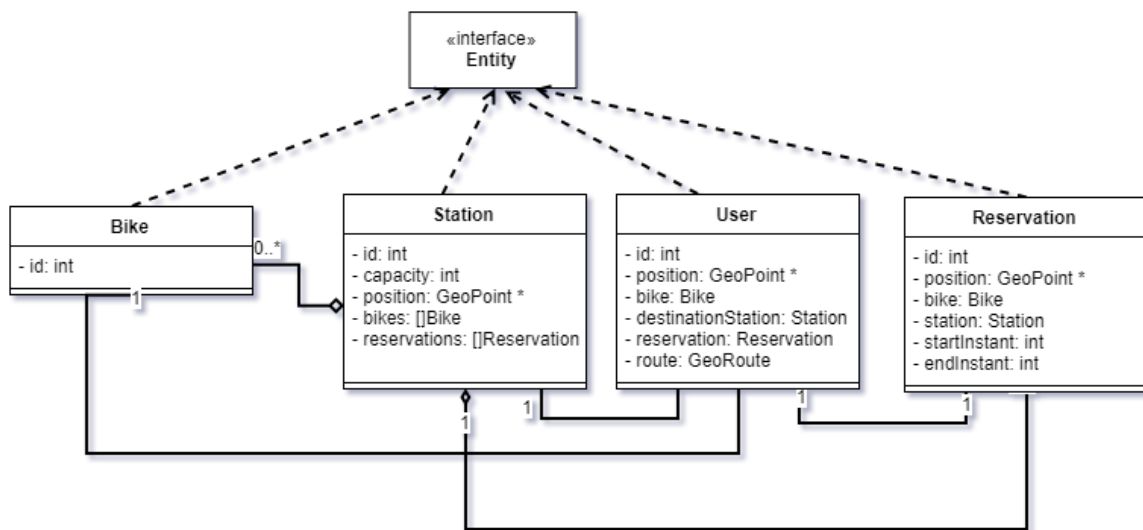 «interface»
Entity
Bike
- id: int
0..*
1
Station
- id: int
- capacity: int
- position: GeoPoint *
- bikes: []Bike
- reservations: []Reservation
1
1
User
- id: int
- position: GeoPoint *
- bike: Bike
- destinationStation: Station
- reservation: Reservation
- route: GeoRoute
1
Reservation
- id: int
- position: GeoPoint *
- bike: Bike
- station: Station
- startInstant: int
- endInstant: int
1